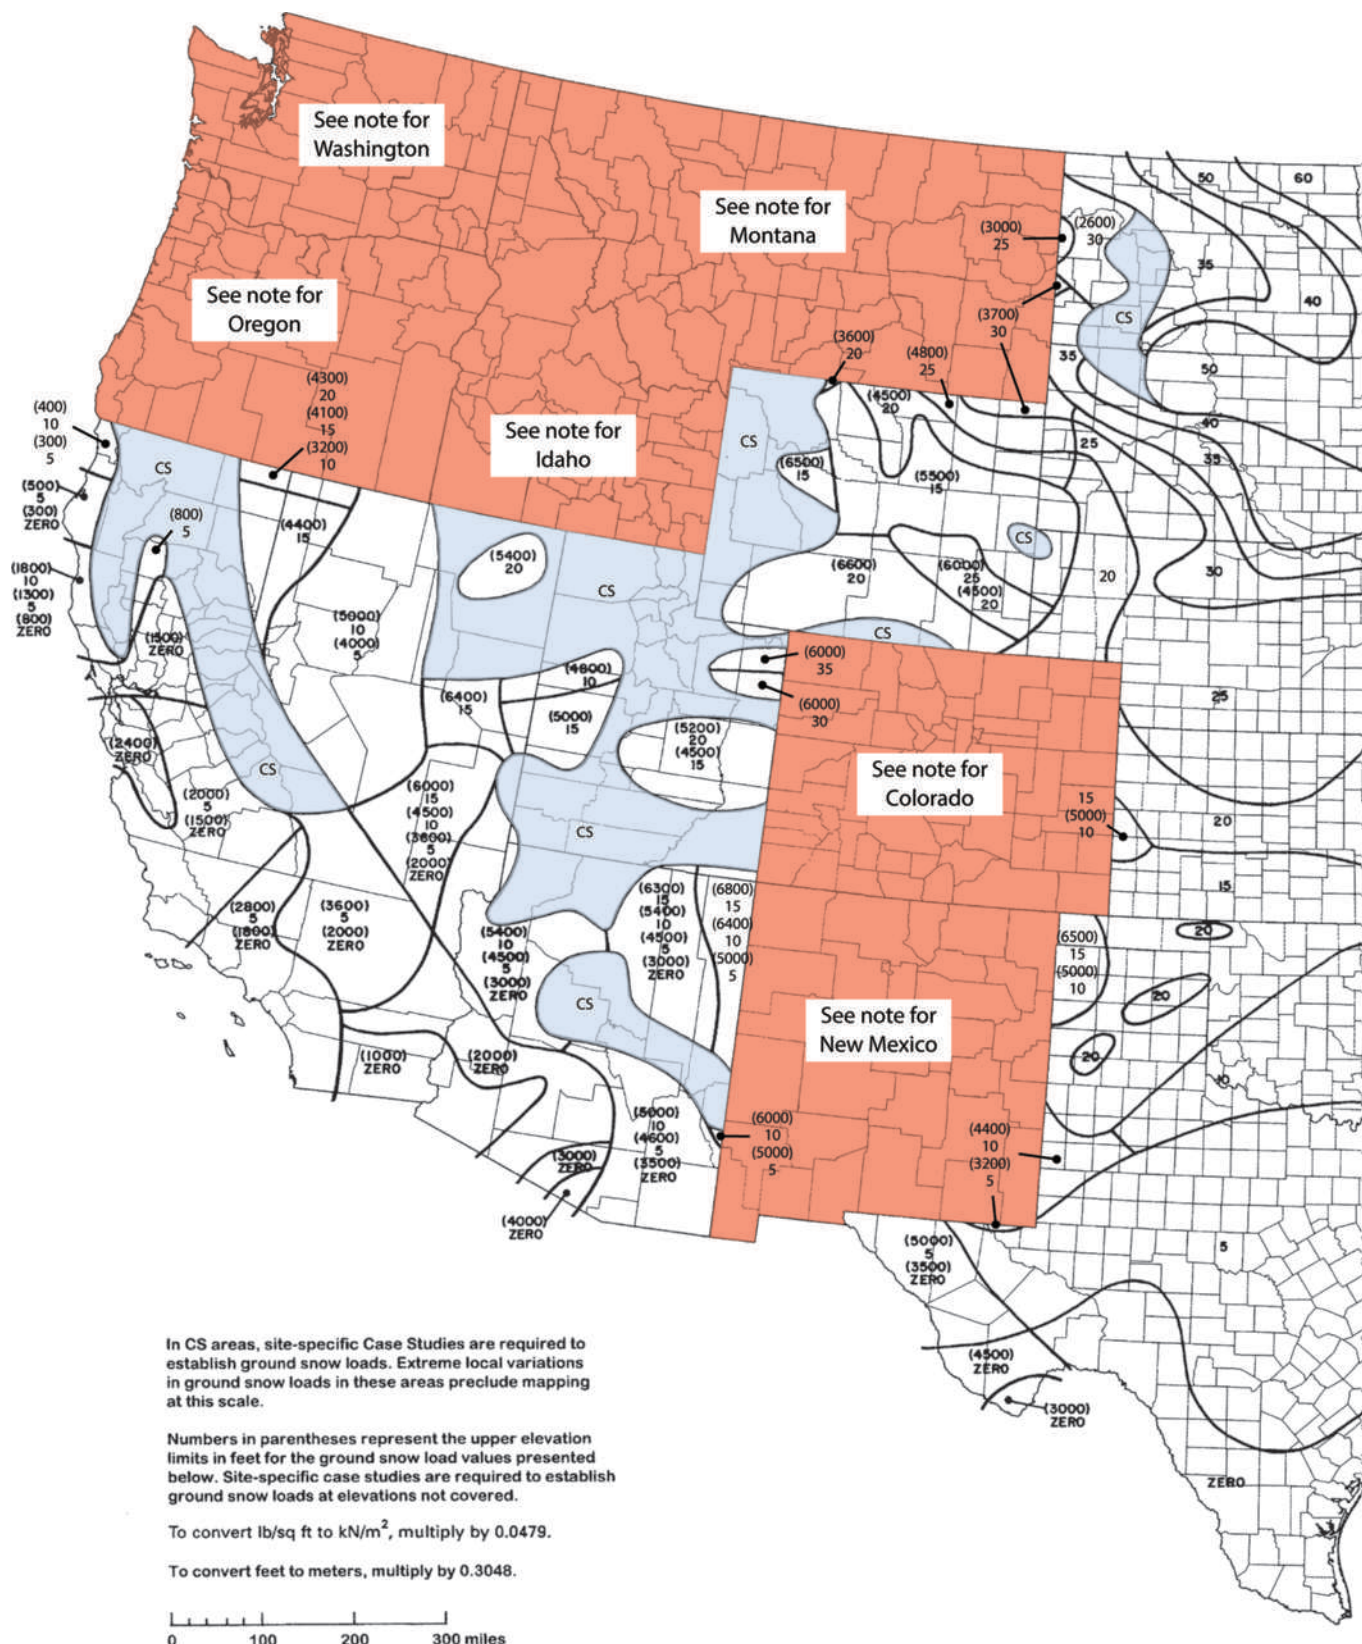 See note for
Washington
See note for
Montana
See note for
Oregon
See note for
Idaho
See note for
Colorado
See note for
New Mexico
50
60
(3000)
25
(2600)
30
35
40
CS
(3700)
30
35
50
40
35
25
(3600)
20
(4800)
25
(4500)
20
(4300)
20
(4100)
15
(3200)
10
(400)
10
(300)
5
(500)
5
(300)
ZERO
CS
(800)
5
(4400)
15
CS
(6500)
15
(5500)
15
CS
(5400)
20
CS
(6600)
20
(6000)
25
(4500)
20
20
30
(1800)
10
(1300)
5
(800)
ZERO
(1500)
ZERO
(5000)
10
(4000)
5
CS
(6000)
35
(6000)
30
25
(4800)
10
(6400)
15
(5000)
15
(5200)
20
(4500)
15
(2400)
ZERO
CS
(2000)
5
(1500)
ZERO
(6000)
15
(4500)
10
(3600)
5
(2000)
ZERO
CS
15
(5000)
10
20
15
(2800)
5
(1800)
ZERO
(3600)
5
(2000)
ZERO
(5400)
10
(4500)
5
(3000)
ZERO
(6300)
15
(5400)
10
(4500)
5
(3000)
ZERO
(6800)
15
(6400)
10
(5000)
5
(6500)
15
(5000)
10
20
20
20
CS
(1000)
ZERO
(2000)
ZERO
10
(5000)
10
(4600)
5
(3500)
ZERO
(6000)
10
(5000)
5
(4400)
10
(3200)
5
(3000)
ZERO
(4000)
ZERO
(5000)
5
(3500)
ZERO
5
(4500)
ZERO
(3000)
ZERO
ZERO
In CS areas, site-specific Case Studies are required to
establish ground snow loads. Extreme local variations
in ground snow loads in these areas preclude mapping
at this scale.
Numbers in parentheses represent the upper elevation
limits in feet for the ground snow load values presented
below. Site-specific case studies are required to establish
ground snow loads at elevations not covered.
To convert lb/sq ft to kN/m², multiply by 0.0479.
To convert feet to meters, multiply by 0.3048.
0 100 200 300 miles